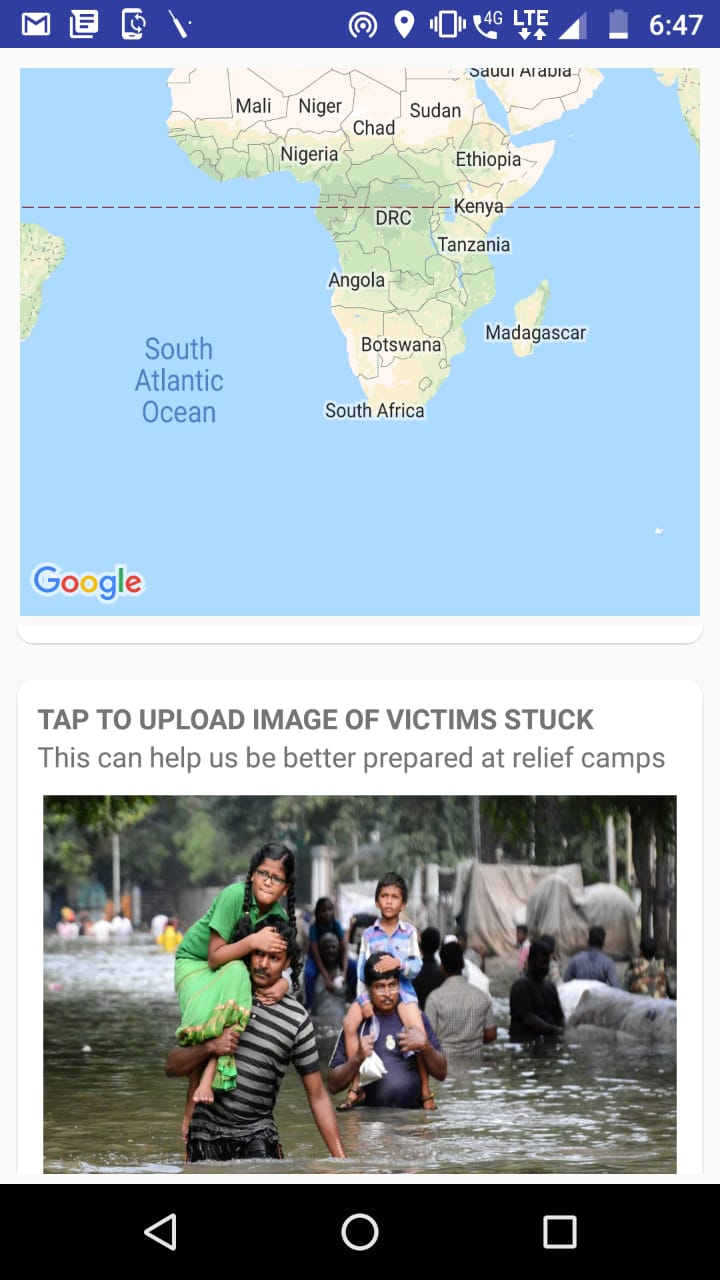 4G LTE 6:47
Saudi Arabia
Mali Niger Sudan
Chad
Nigeria Ethiopia
Kenya
DRC
Tanzania
Angola
Madagascar
Botswana
South
Atlantic
Ocean
South Africa
Google
TAP TO UPLOAD IMAGE OF VICTIMS STUCK
This can help us be better prepared at relief camps